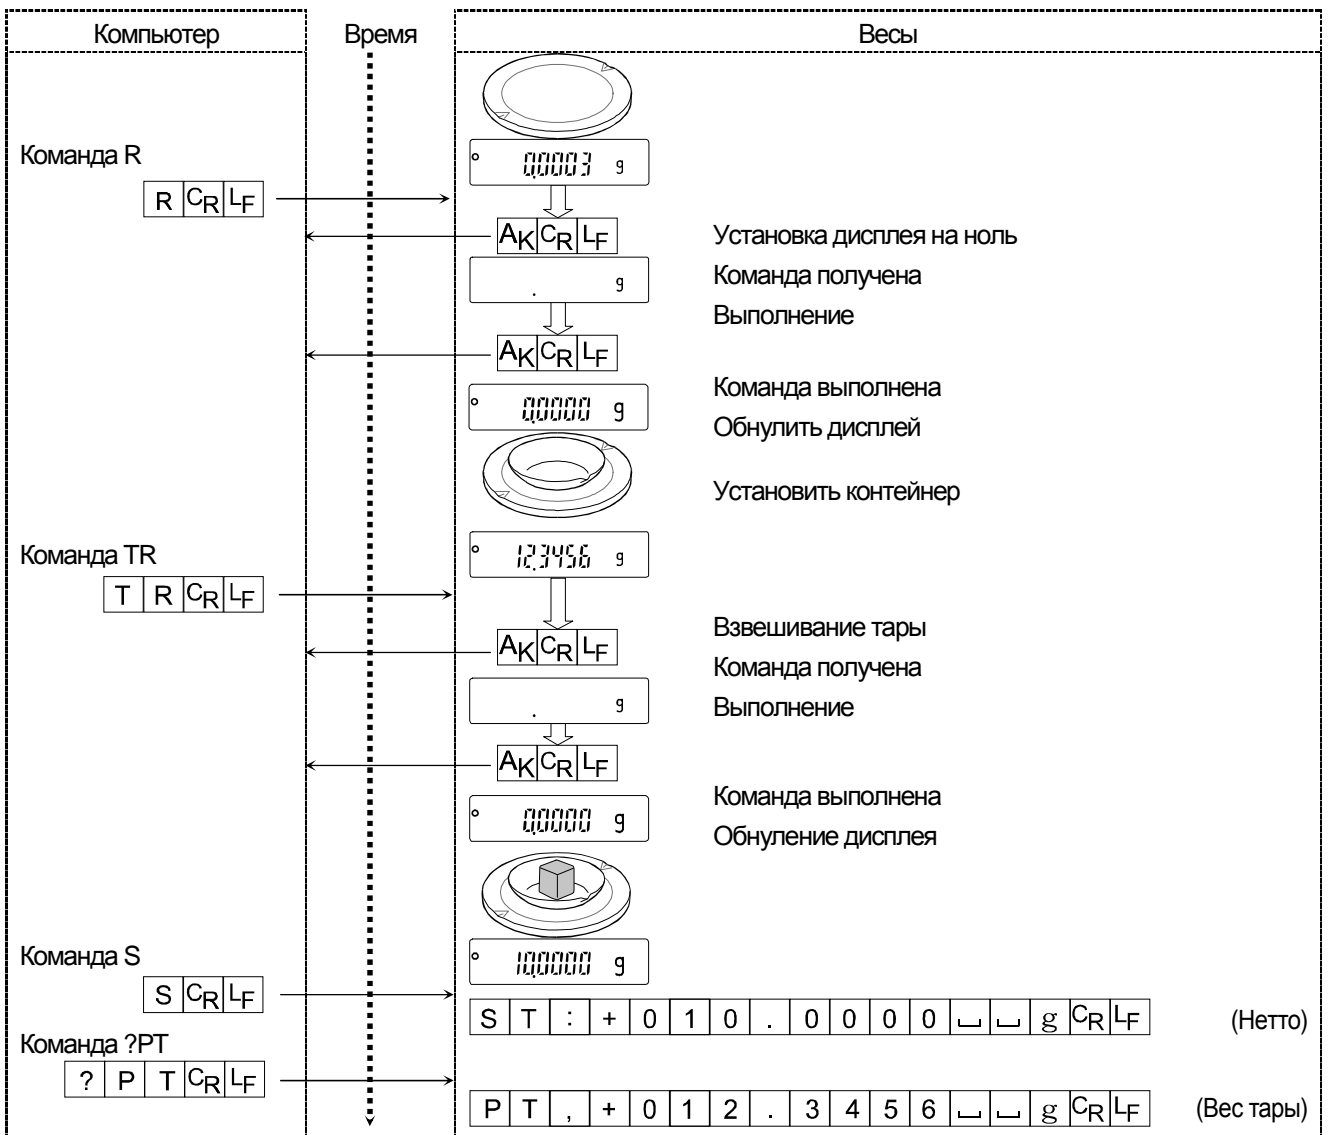 Компьютер Время Весы
Команда R
0.0003 g
R CR LF
AK CR LF Установка дисплея на ноль
. g Команда получена
Выполнение
AK CR LF
Команда выполнена
0.0000 g
Обнулить дисплей
Установить контейнер
Команда TR
12.3456 g
T R CR LF
Взвешивание тары
AK CR LF
Команда получена
. g Выполнение
AK CR LF
Команда выполнена
0.0000 g
Обнуление дисплея
Команда S
10.0000 g
S CR LF
S T : + 0 1 0 . 0 0 0 0 ␣ ␣ g CR LF (Нетто)
Команда ?PT
? P T CR LF
P T , + 0 1 2 . 3 4 5 6 ␣ ␣ g CR LF (Вес тары)